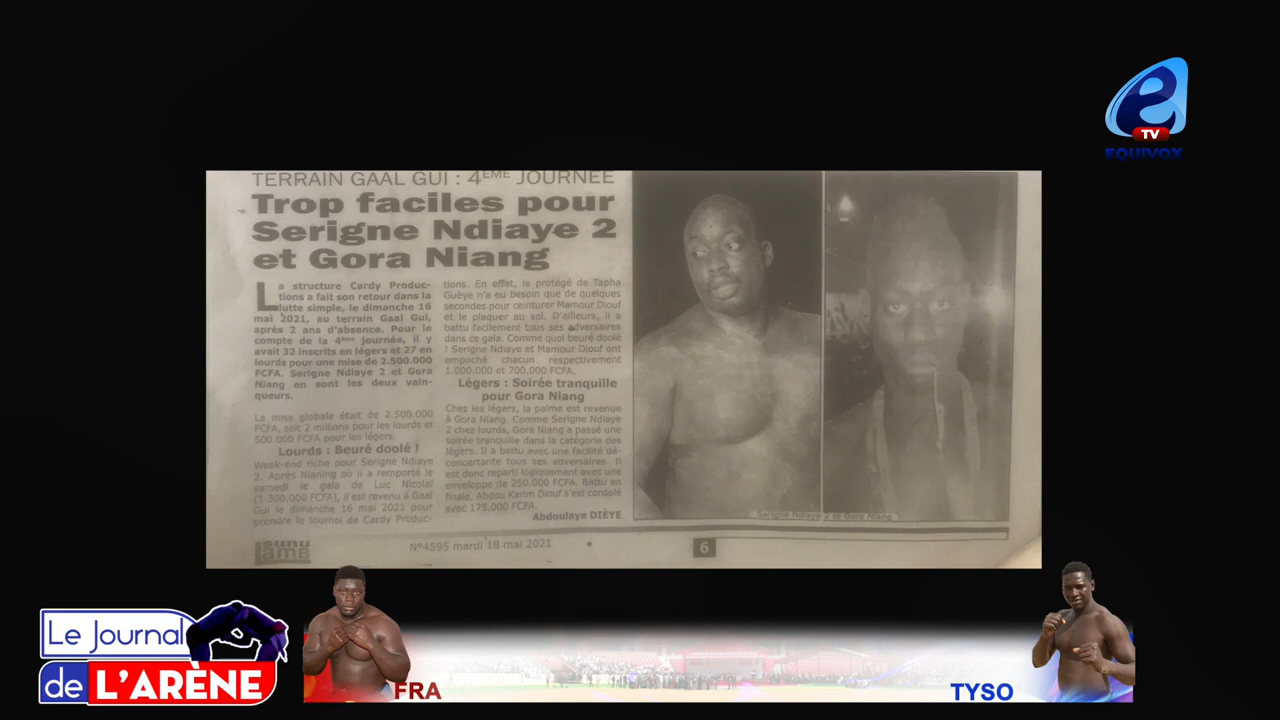 TV
EQUIVOX
TERRAIN GAAL GUI : 4EME JOURNEE
Trop faciles pour
Serigne Ndiaye 2
et Gora Niang
La structure Cardy Produc-
tions a fait son retour dans la
lutte simple, le dimanche 16
mai 2021, au terrain Gaal Gui,
après 2 ans d'absence. Pour le
compte de la 4ème journée, il y
avait 32 inscrits en légers et 27 en
lourds pour une mise de 2.500.000
FCFA. Serigne Ndiaye 2 et Gora
Niang en sont les deux vain-
queurs.
La mise globale était de 2.500.000
FCFA, soit 2 millions pour les lourds et
500.000 FCFA pour les légers.
Lourds : Beuré doolé !
Week-end riche pour Serigne Ndiaye
2. Après Nianing où il a remporté le
samedi le gala de Luc Nicolaï
(1.300.000 FCFA), il est revenu à Gaal
Gui le dimanche 16 mai 2021 pour
prendre le tournoi de Cardy Produc-
tions. En effet, le protégé de Tapha
Guèye n'a eu besoin que de quelques
secondes pour ceinturer Mamour Diouf
et le plaquer au sol. D'ailleurs, il a
battu facilement tous ses adversaires
dans ce gala. Comme quoi beuré doolé
! Serigne Ndiaye et Mamour Diouf ont
empoché chacun respectivement
1.000.000 et 700.000 FCFA.
Légers : Soirée tranquille
pour Gora Niang
Chez les légers, la palme est revenue
à Gora Niang. Comme Serigne Ndiaye
2 chez lourds, Gora Niang a passé une
soirée tranquille dans la catégorie des
légers. Il a battu avec une facilité dé-
concertante tous ses adversaires. Il
est donc reparti logiquement avec une
enveloppe de 250.000 FCFA. Battu en
finale, Abdou Karim Diouf s'est consolé
avec 175.000 FCFA.
Abdoulaye DIÈYE
Serigne Ndiaye 2 et Gora Niang
sunu
Lamb
N°4595 mardi 18 mai 2021
6
Le Journal
de L'ARÈNE
FRA
TYSO